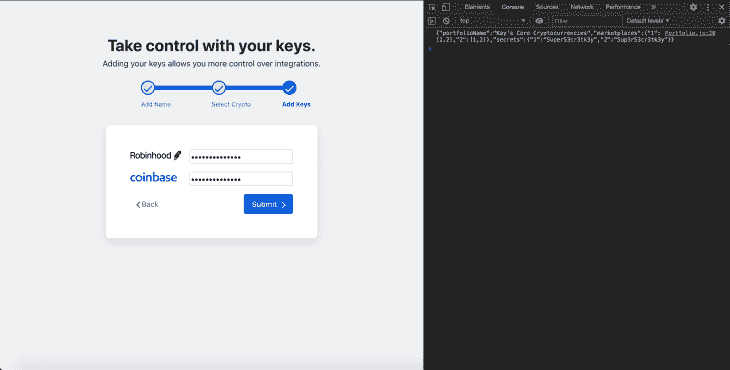 Elements Console Sources Network Performance »
top Filter Default levels ▾
{"portfolioName":"Kay's Core Cryptocurrencies","marketplaces":{"1": Portfolio.js:20
[1,2],"2":[1,2]},"secrets":{"1":"Super53cr3tk3y","2":"Sup3r53cr3tk3y"}}
Take control with your keys.
Adding your keys allows you more control over integrations.
Add Name Select Crypto Add Keys
Robinhood ••••••••••••••
coinbase ••••••••••••••
Back Submit